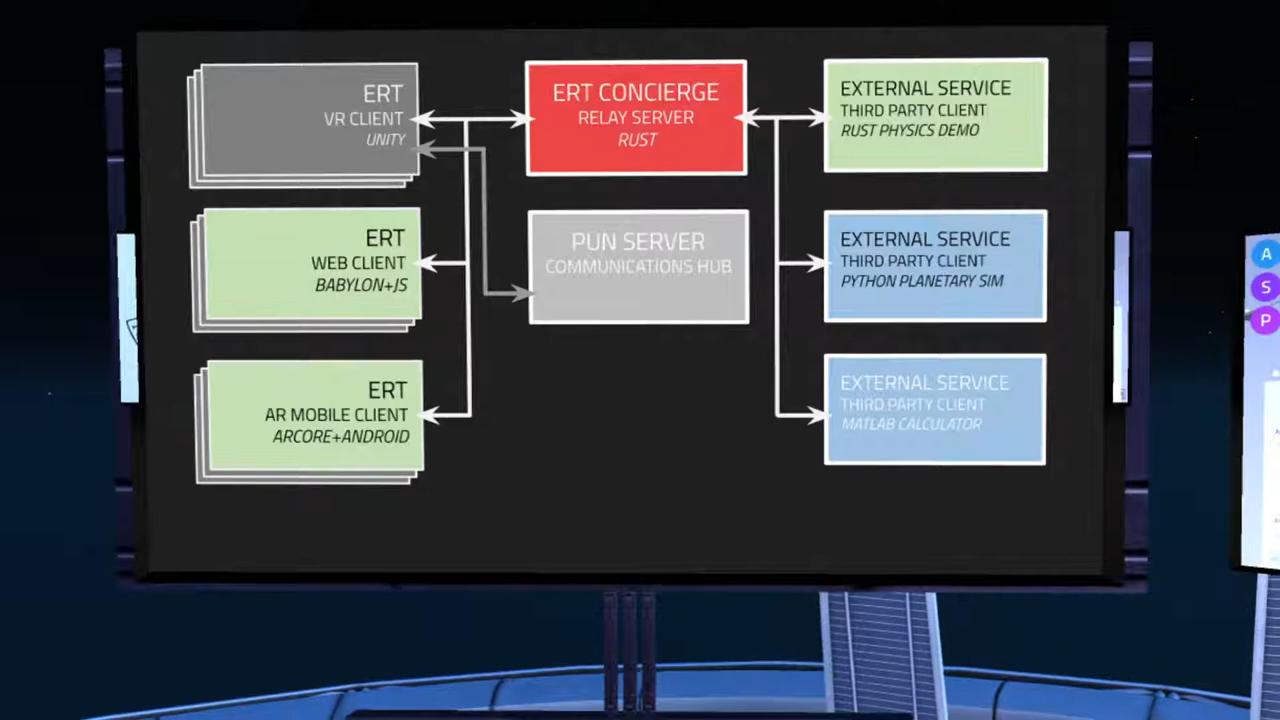 ERT
VR CLIENT
UNITY
ERT CONCIERGE
RELAY SERVER
RUST
EXTERNAL SERVICE
THIRD PARTY CLIENT
RUST PHYSICS DEMO
ERT
WEB CLIENT
BABYLON+JS
PUN SERVER
COMMUNICATIONS HUB
EXTERNAL SERVICE
THIRD PARTY CLIENT
PYTHON PLANETARY SIM
ERT
AR MOBILE CLIENT
ARCORE+ANDROID
EXTERNAL SERVICE
THIRD PARTY CLIENT
MATLAB CALCULATOR
A
S
P